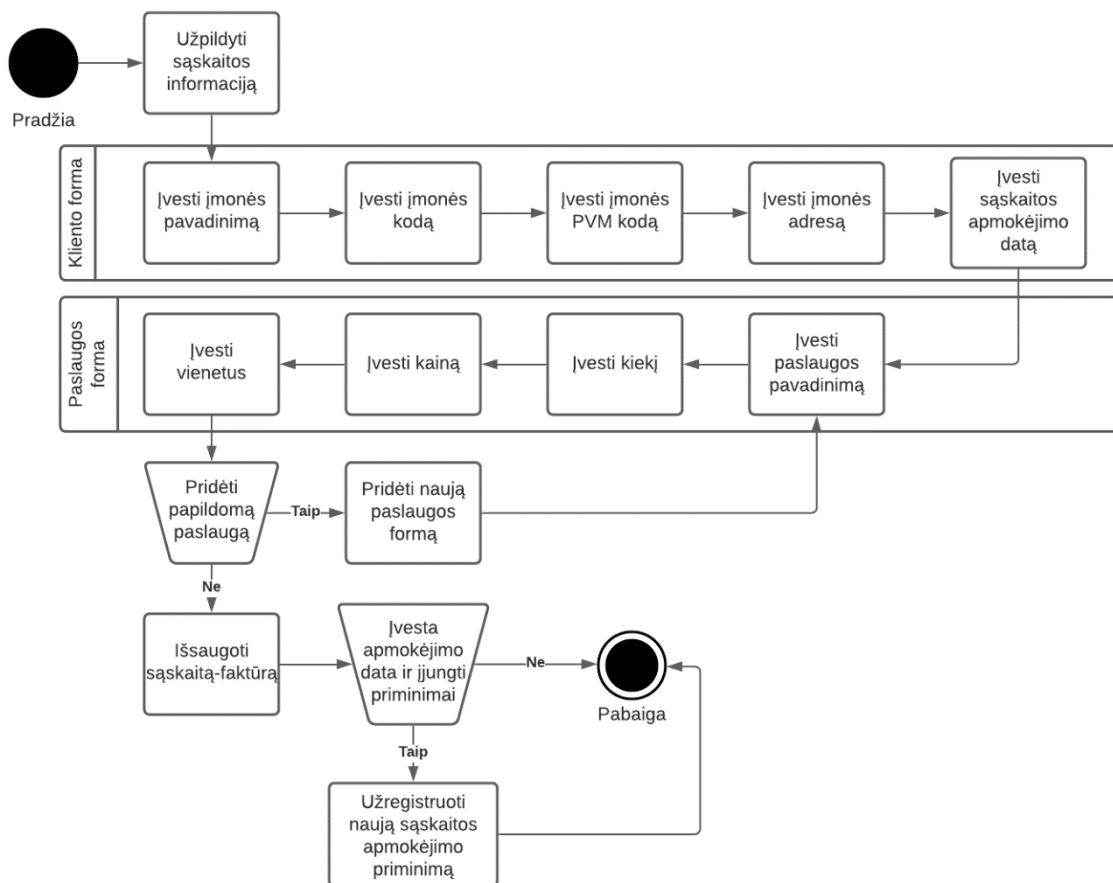 Užpildyti
sąskaitos
informaciją
Pradžia
Kliento forma
Įvesti įmonės
pavadinimą
Įvesti įmonės
kodą
Įvesti įmonės
PVM kodą
Įvesti įmonės
adresą
Įvesti
sąskaitos
apmokėjimo
datą
Paslaugos
forma
Įvesti
vienetus
Įvesti kainą
Įvesti kiekį
Įvesti
paslaugos
pavadinimą
Pridėti
papildomą
paslaugą
Taip
Pridėti naują
paslaugos
formą
Ne
Išsaugoti
sąskaitą-faktūrą
Įvesta
apmokėjimo
data ir įjungti
priminimai
Ne
Pabaiga
Taip
Užregistruoti
naują sąskaitos
apmokėjimo
priminimą